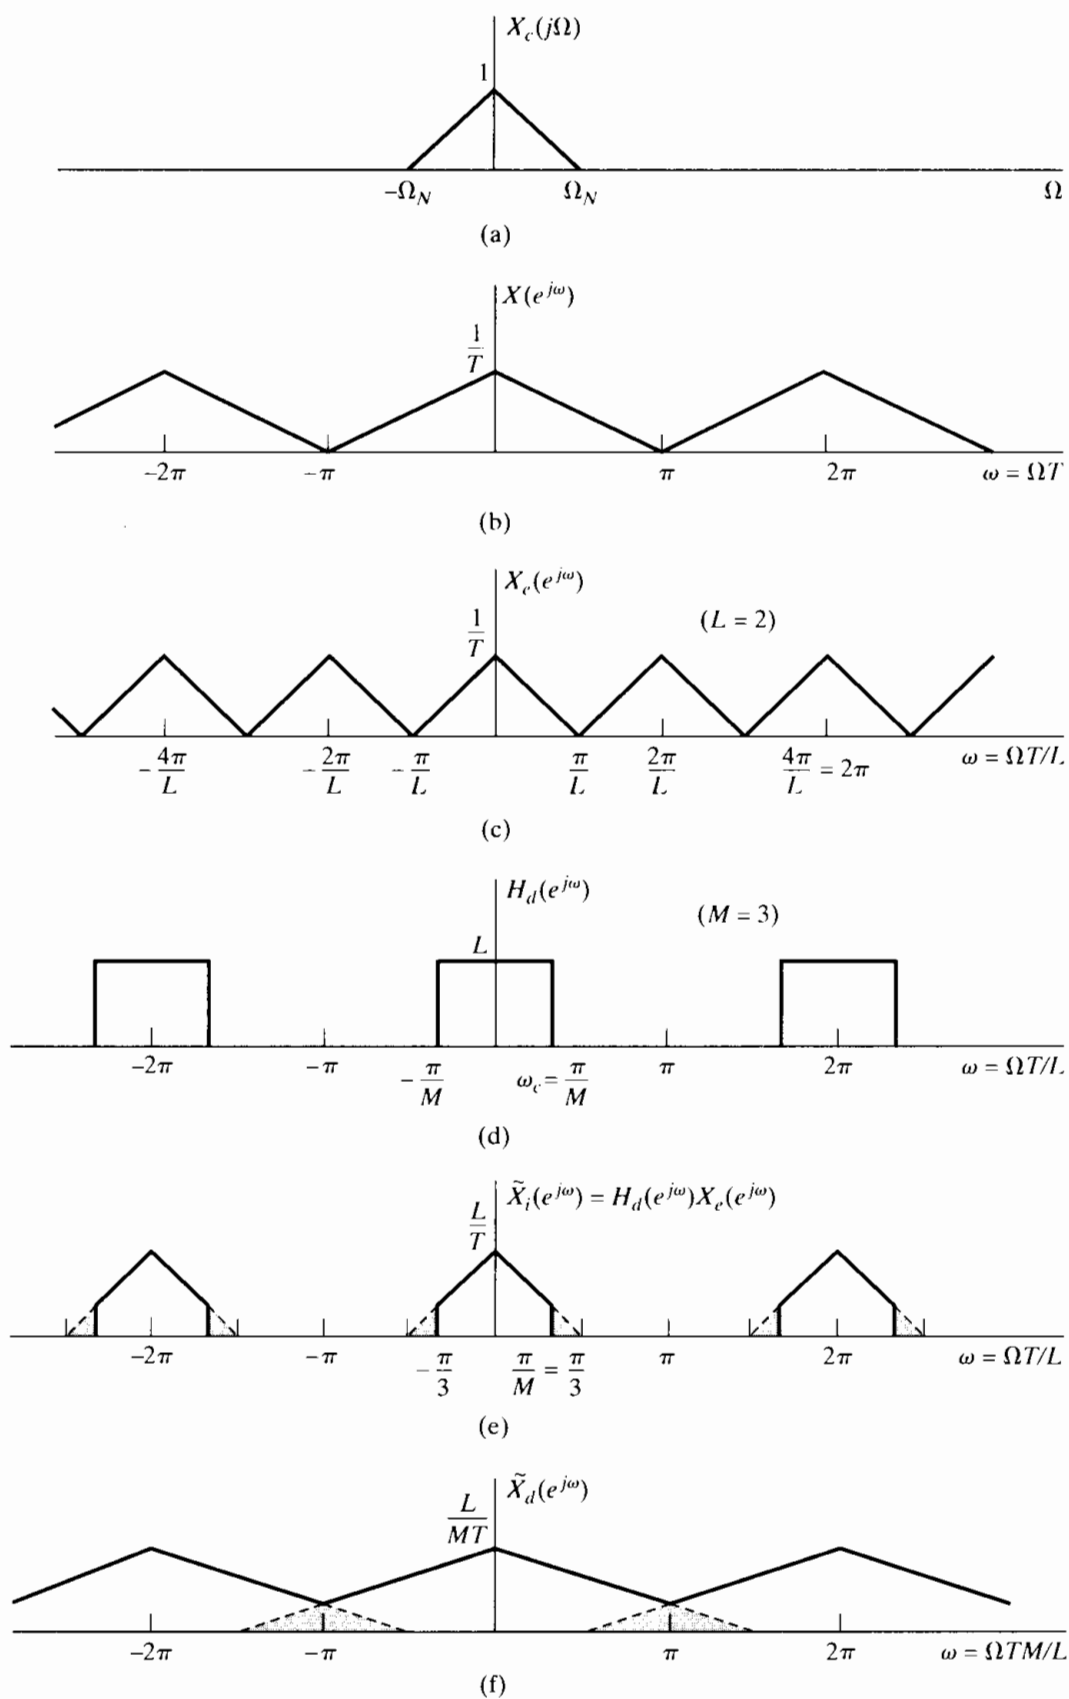 X_c(jΩ)
1
−Ω_N Ω_N Ω
(a)
X(e^{jω})
1/T
−2π −π π 2π ω = ΩT
(b)
X_e(e^{jω})
1/T (L = 2)
−4π/L −2π/L −π/L π/L 2π/L 4π/L = 2π ω = ΩT/L
(c)
H_d(e^{jω})
L (M = 3)
−2π −π −π/M ω_c = π/M π 2π ω = ΩT/L
(d)
X̃_i(e^{jω}) = H_d(e^{jω})X_e(e^{jω})
L/T
−2π −π −π/3 π/M = π/3 π 2π ω = ΩT/L
(e)
X̃_d(e^{jω})
L/MT
−2π −π π 2π ω = ΩTM/L
(f)